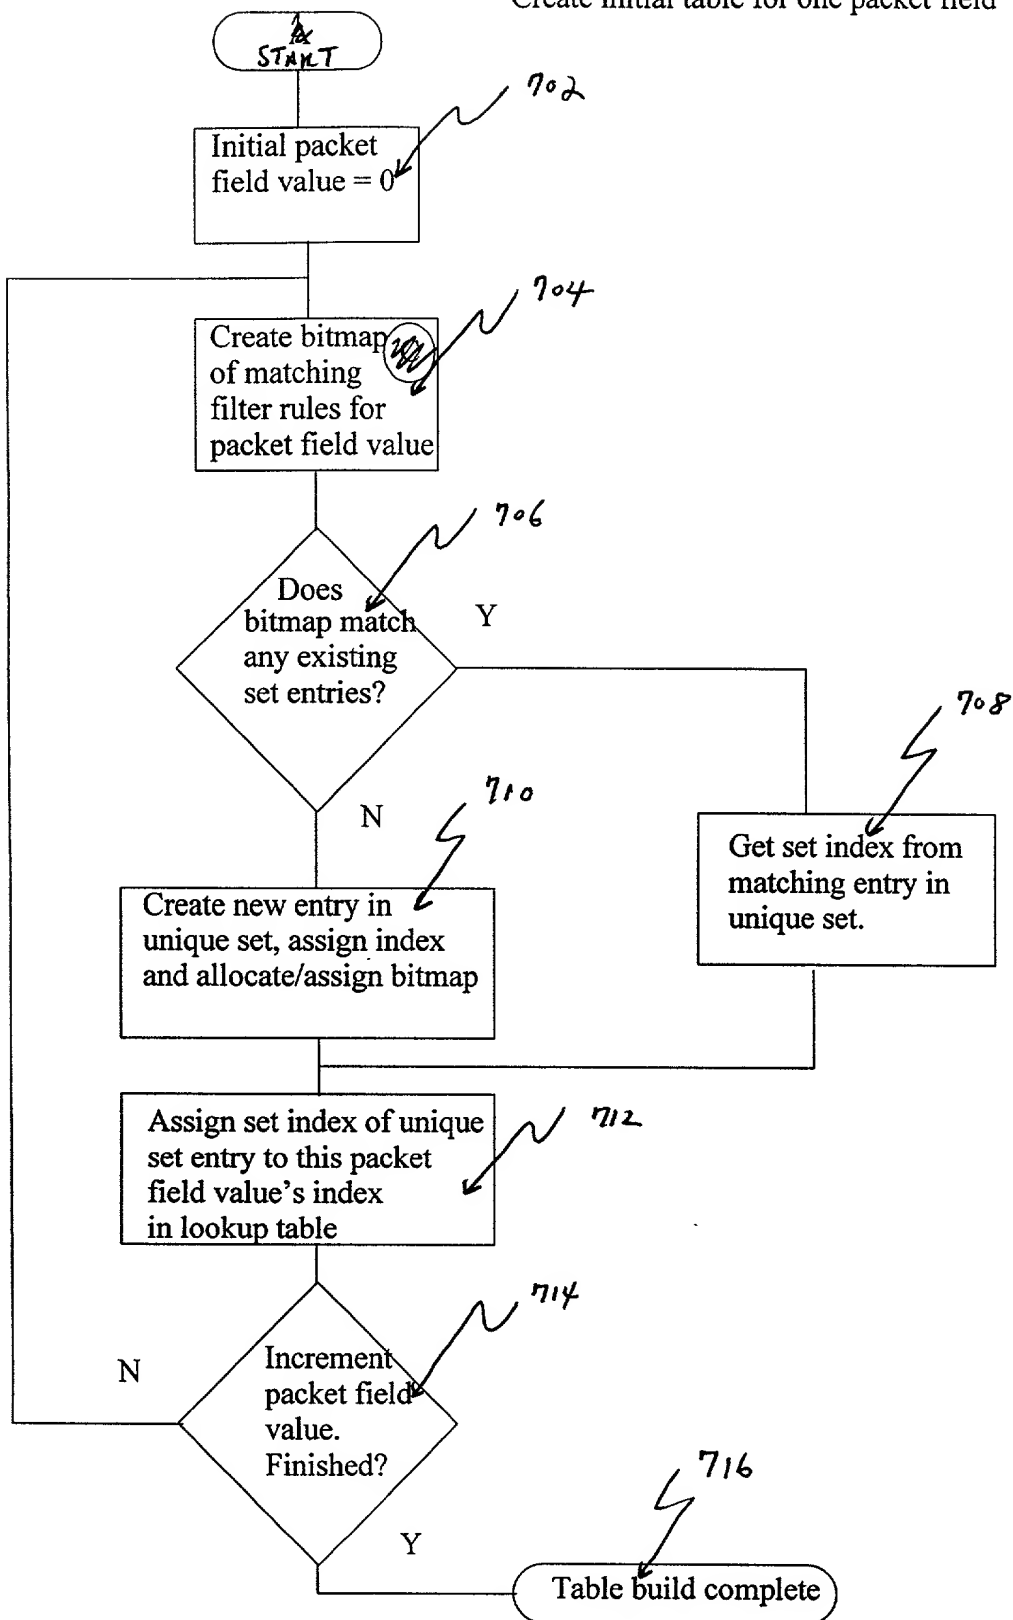 Create initial table for one packet field
START
702
Initial packet
field value = 0
704
Create bitmap
of matching
filter rules for
packet field value
706
Does
bitmap match
any existing
set entries?
Y
708
N
710
Get set index from
matching entry in
unique set.
Create new entry in
unique set, assign index
and allocate/assign bitmap
712
Assign set index of unique
set entry to this packet
field value's index
in lookup table
714
N
Increment
packet field
value.
Finished?
716
Y
Table build complete